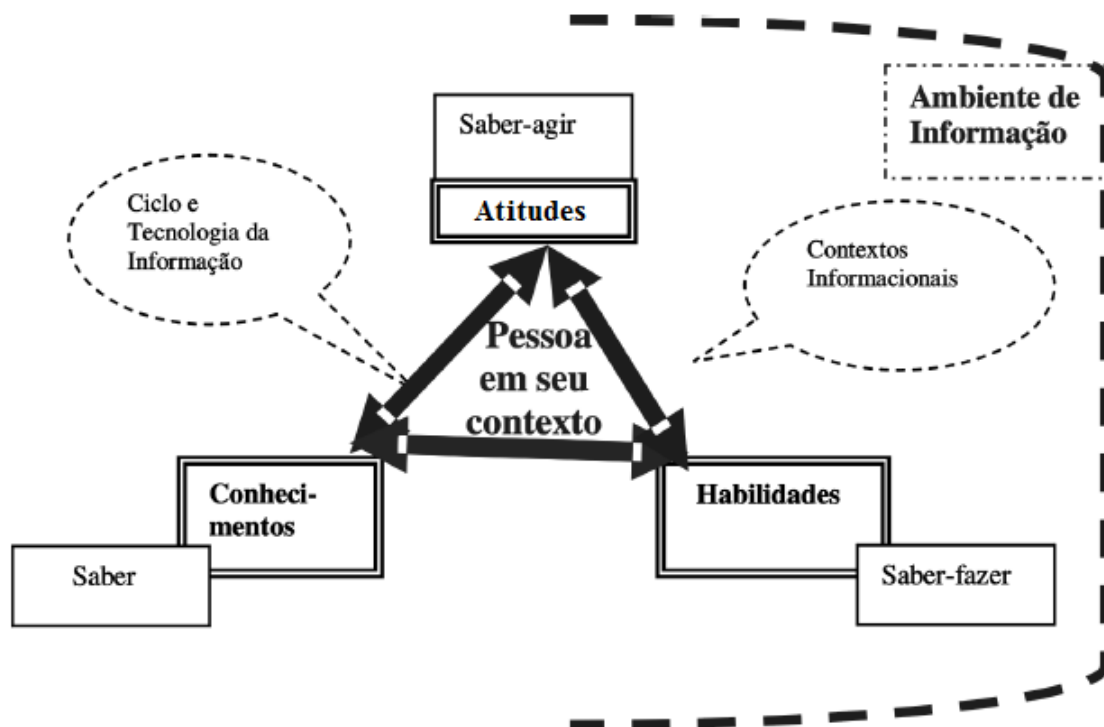 Ambiente de
Informação
Saber-agir
Atitudes
Ciclo e
Tecnologia da
Informação
Contextos
Informacionais
Pessoa
em seu
contexto
Conheci-
mentos
Saber
Habilidades
Saber-fazer